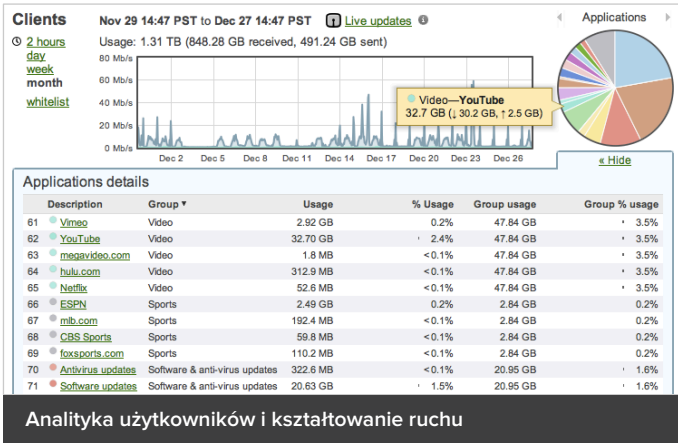 Clients
Nov 29 14:47 PST to Dec 27 14:47 PST Live updates
Applications
2 hours
day
week
month
whitelist
Usage: 1.31 TB (848.28 GB received, 491.24 GB sent)
80 Mb/s
60 Mb/s
40 Mb/s
20 Mb/s
0 Mb/s
Dec 2 Dec 5 Dec 8 Dec 11 Dec 14 Dec 17 Dec 20 Dec 23 Dec 26
Video—YouTube
32.7 GB (↓ 30.2 GB, ↑ 2.5 GB)
« Hide
Applications details
Description Group ▼ Usage % Usage Group usage Group % usage
61 Vimeo Video 2.92 GB 0.2% 47.84 GB 3.5%
62 YouTube Video 32.70 GB 2.4% 47.84 GB 3.5%
63 megavideo.com Video 1.8 MB <0.1% 47.84 GB 3.5%
64 hulu.com Video 312.9 MB <0.1% 47.84 GB 3.5%
65 Netflix Video 52.6 MB <0.1% 47.84 GB 3.5%
66 ESPN Sports 2.49 GB 0.2% 2.84 GB 0.2%
67 mlb.com Sports 192.4 MB <0.1% 2.84 GB 0.2%
68 CBS Sports Sports 59.8 MB <0.1% 2.84 GB 0.2%
69 foxsports.com Sports 110.2 MB <0.1% 2.84 GB 0.2%
70 Antivirus updates Software & anti-virus updates 322.6 MB <0.1% 20.95 GB 1.6%
71 Software updates Software & anti-virus updates 20.63 GB 1.5% 20.95 GB 1.6%
Analityka użytkowników i kształtowanie ruchu